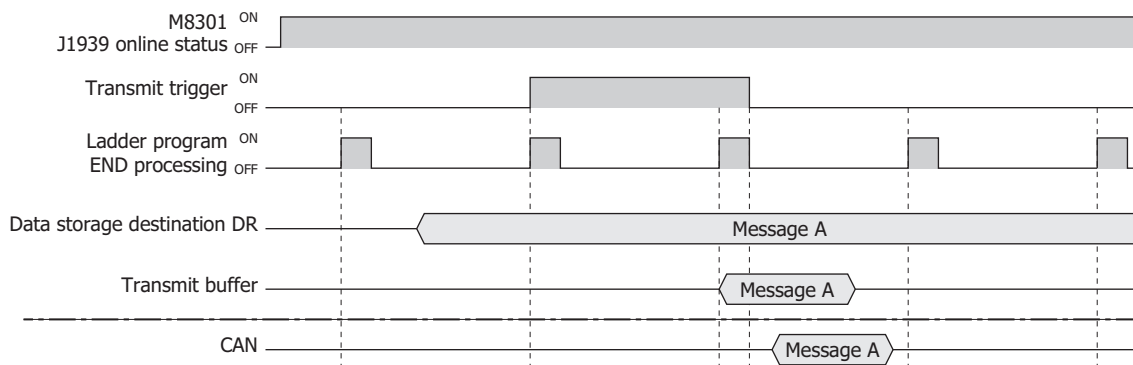 M8301 ON
J1939 online status OFF
Transmit trigger ON
OFF
Ladder program ON
END processing OFF
Data storage destination DR Message A
Transmit buffer Message A
CAN Message A